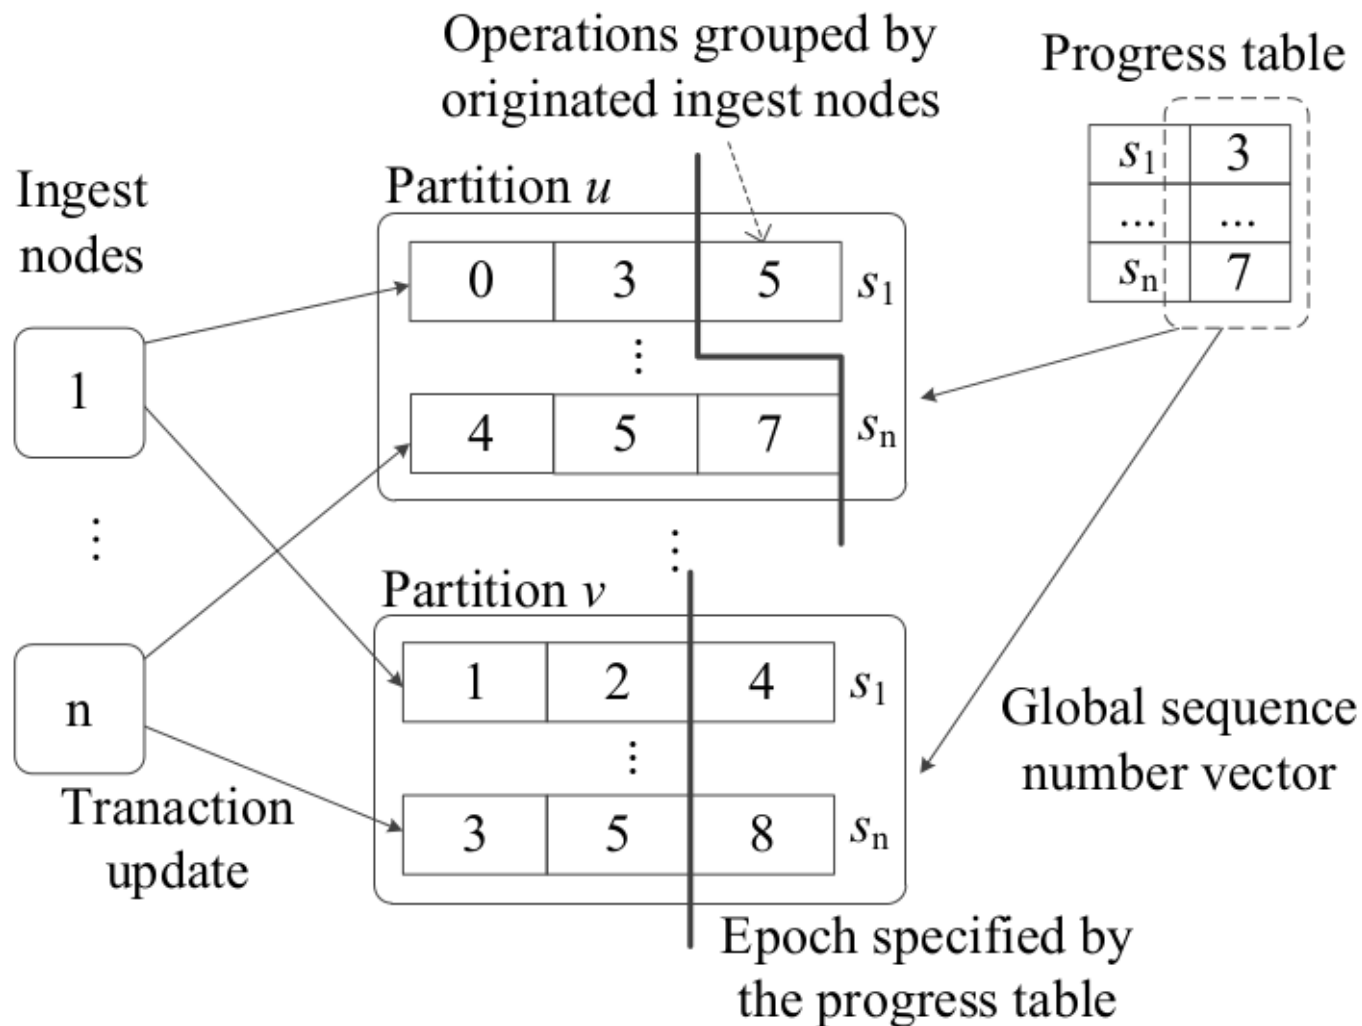 Operations grouped by
originated ingest nodes
Progress table
s1 3
... ...
sn 7
Ingest
nodes
1
⋮
n
Tranaction
update
Partition u
0 3 5 s1
⋮
4 5 7 sn
⋮
Partition v
1 2 4 s1
⋮
3 5 8 sn
Global sequence
number vector
Epoch specified by
the progress table